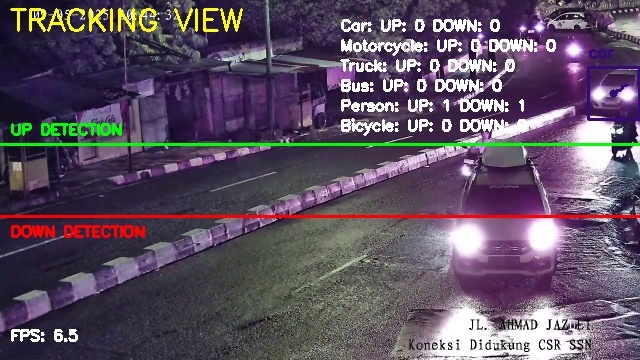 TRACKING VIEW
Car: UP: 0 DOWN: 0
Motorcycle: UP: 0 DOWN: 0
Truck: UP: 0 DOWN: 0
Bus: UP: 0 DOWN: 0
Person: UP: 1 DOWN: 1
Bicycle: UP: 0 DOWN: 0
car
UP DETECTION
DOWN DETECTION
FPS: 6.5
JL. AHMAD JAZ
Koneksi Didukung CSR SSN